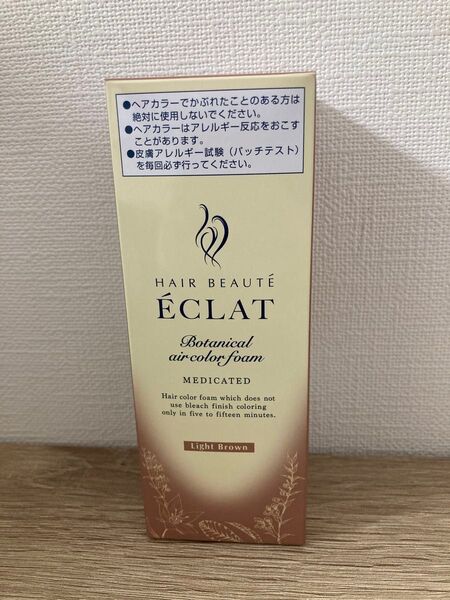 ●ヘアカラーでかぶれたことのある方は
絶対に使用しないでください。
●ヘアカラーはアレルギー反応をおこす
ことがあります。
●皮膚アレルギー試験（パッチテスト）
を毎回必ず行ってください。
HAIR BEAUTÉ
ÉCLAT
Botanical
air color foam
MEDICATED
Hair color foam which does not
use bleach finish coloring
only in five to fifteen minutes.
Light Brown